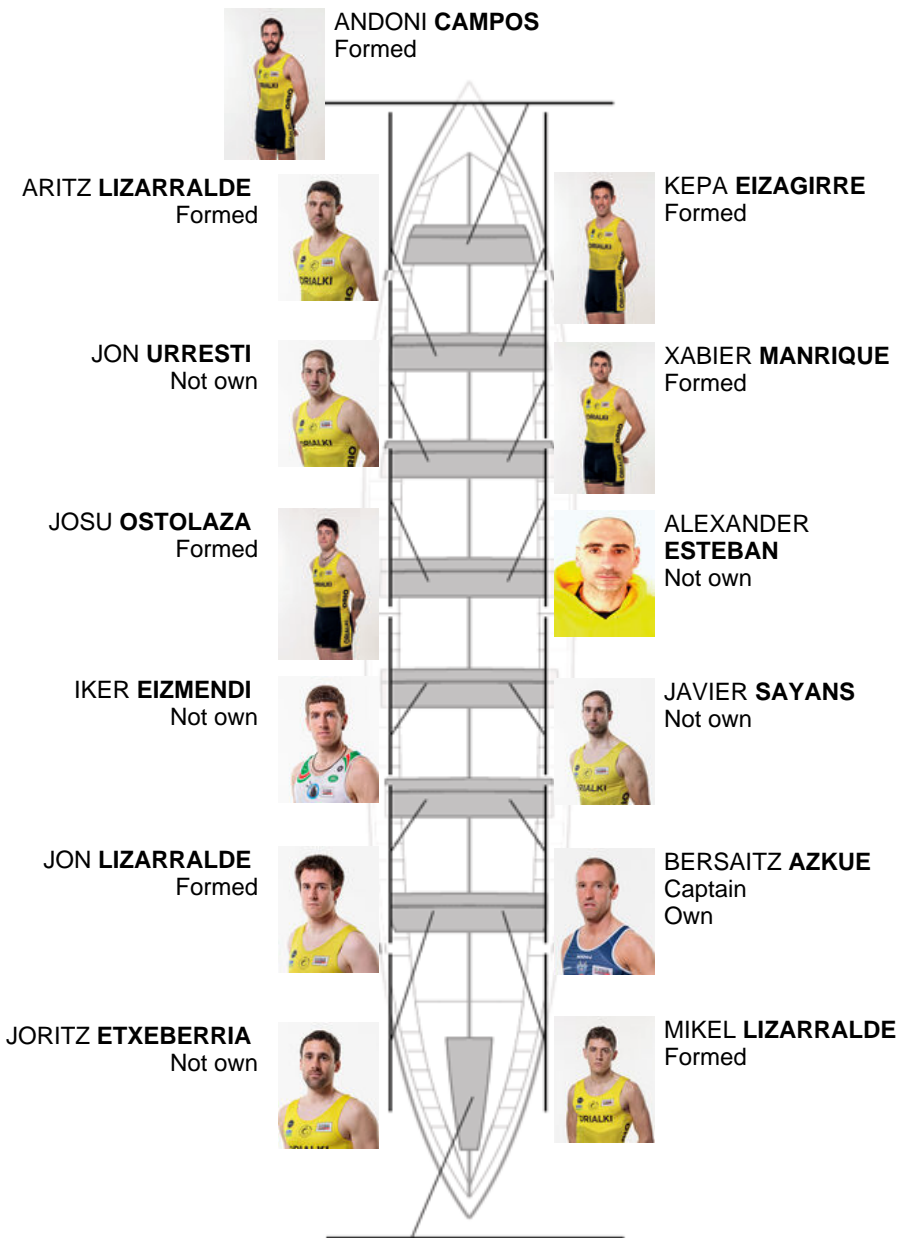 ANDONI CAMPOS
Formed
ARITZ LIZARRALDE
Formed
KEPA EIZAGIRRE
Formed
JON URRESTI
Not own
XABIER MANRIQUE
Formed
JOSU OSTOLAZA
Formed
ALEXANDER
ESTEBAN
Not own
IKER EIZMENDI
Not own
JAVIER SAYANS
Not own
JON LIZARRALDE
Formed
BERSAITZ AZKUE
Captain
Own
JORITZ ETXEBERRIA
Not own
MIKEL LIZARRALDE
Formed